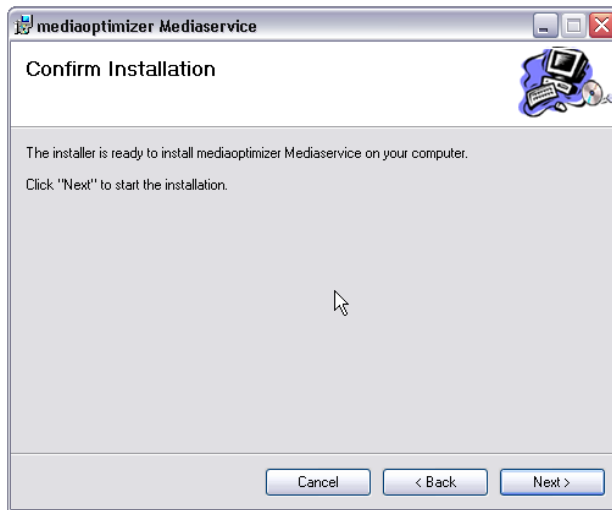 mediaoptimizer Mediaservice
Confirm Installation
The installer is ready to install mediaoptimizer Mediaservice on your computer.
Click "Next" to start the installation.
Cancel
< Back
Next >